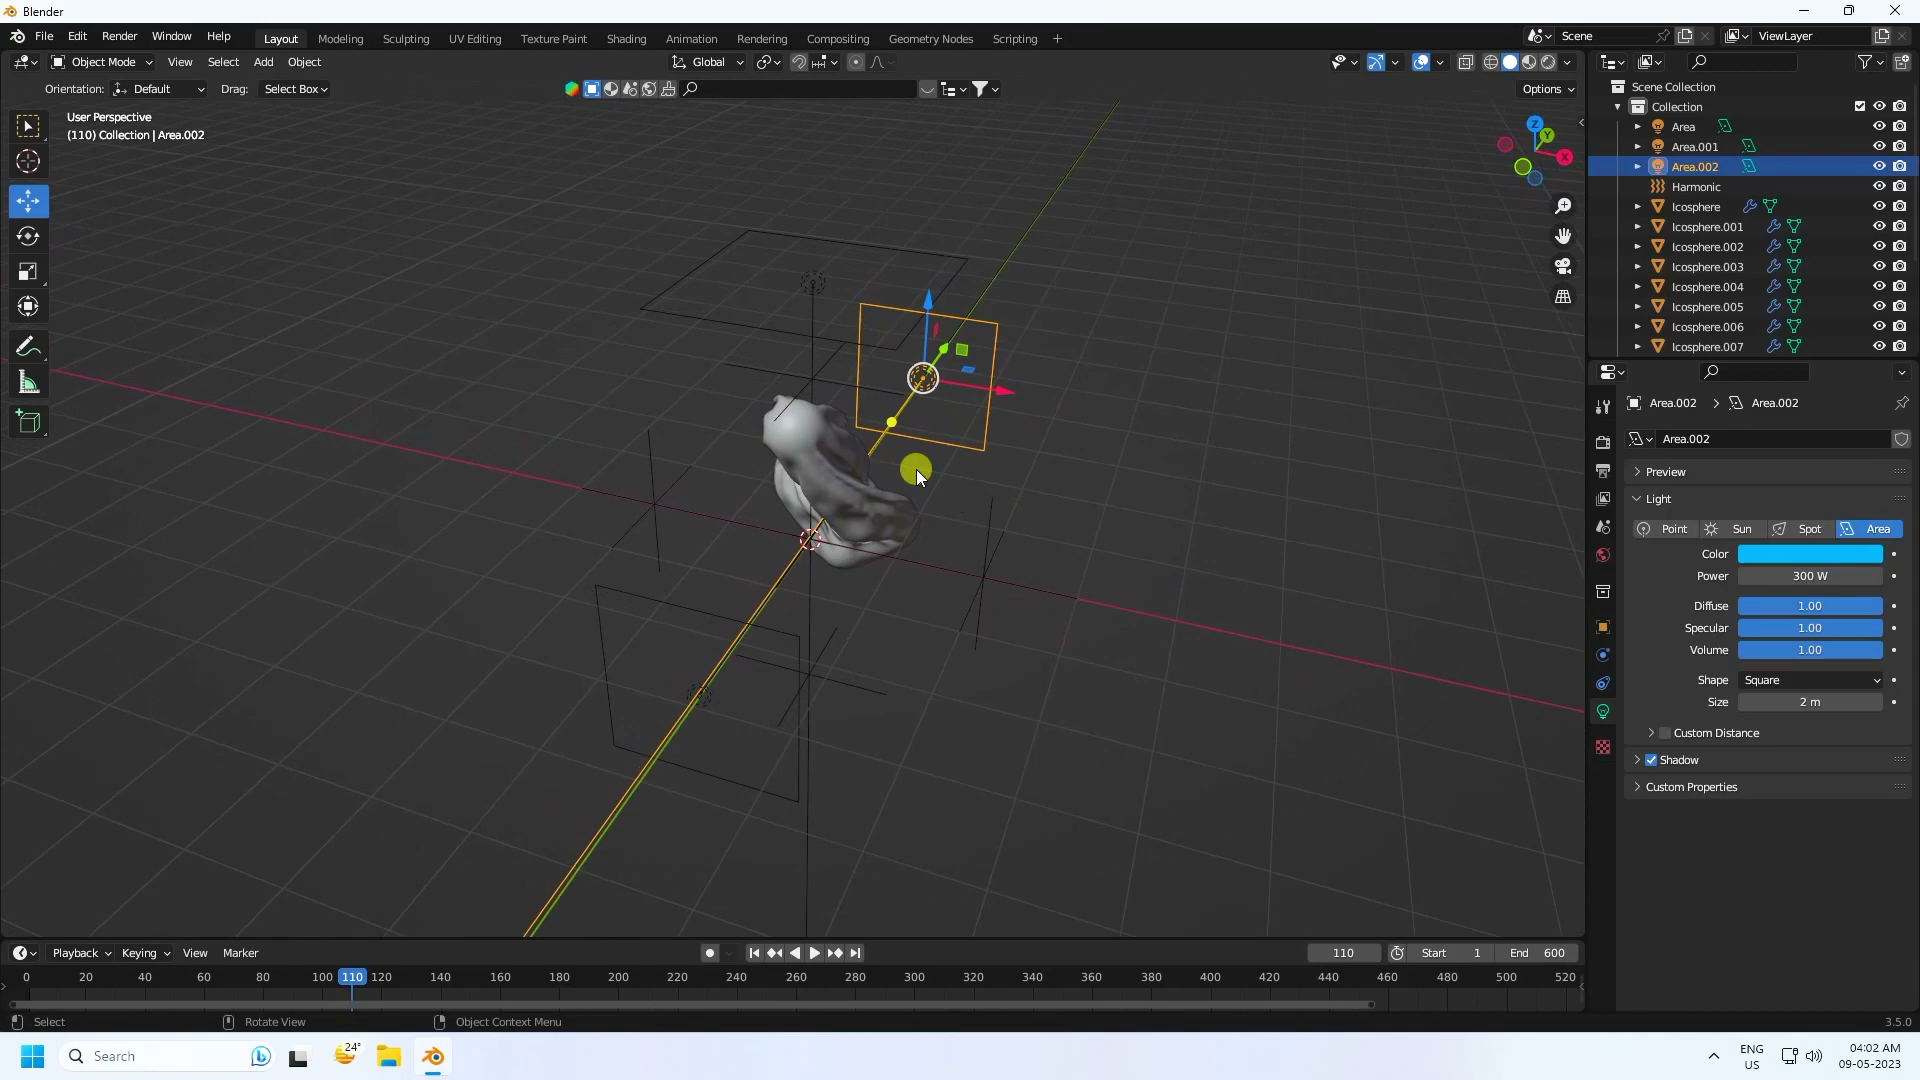 Blender
File Edit Render Window Help Layout Modeling Sculpting UV Editing Texture Paint Shading Animation Rendering Compositing Geometry Nodes Scripting + Scene ViewLayer
Object Mode View Select Add Object Global
Orientation: Default Drag: Select Box Options
User Perspective
(110) Collection | Area.002
Z
Y
X
Scene Collection
Collection
Area
Area.001
Area.002
Harmonic
Icosphere
Icosphere.001
Icosphere.002
Icosphere.003
Icosphere.004
Icosphere.005
Icosphere.006
Icosphere.007
Area.002 > Area.002
Area.002
Preview
Light
Point Sun Spot Area
Color
Power 300 W
Diffuse 1.00
Specular 1.00
Volume 1.00
Shape Square
Size 2 m
Custom Distance
Shadow
Custom Properties
Playback Keying View Marker 110 Start 1 End 600
0 20 40 60 80 100 110 120 140 160 180 200 220 240 260 280 300 320 340 360 380 400 420 440 460 480 500 520
Select Rotate View Object Context Menu 3.5.0
Search 24° ENG US 04:02 AM
09-05-2023